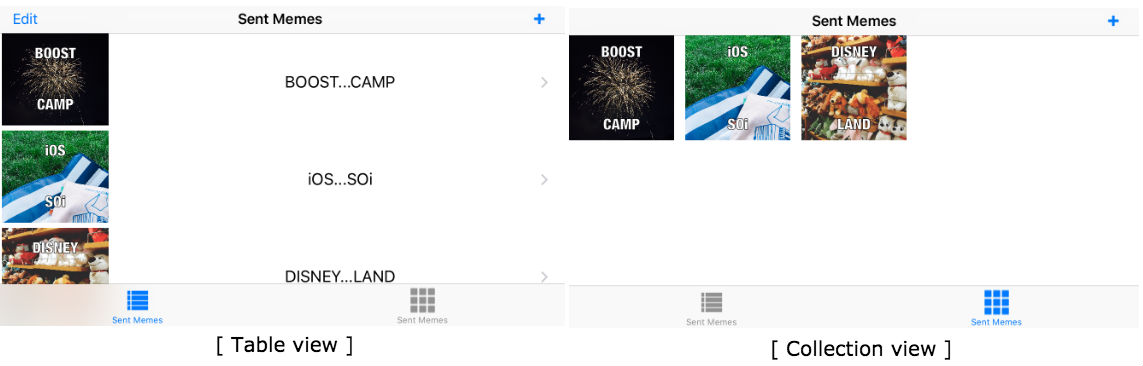 Edit Sent Memes +
BOOST
CAMP
BOOST...CAMP
iOS
SOi
iOS...SOi
DISNEY
DISNEY...LAND
Sent Memes Sent Memes
[ Table view ]
Sent Memes +
BOOST
CAMP
iOS
SOi
DISNEY
LAND
Sent Memes Sent Memes
[ Collection view ]